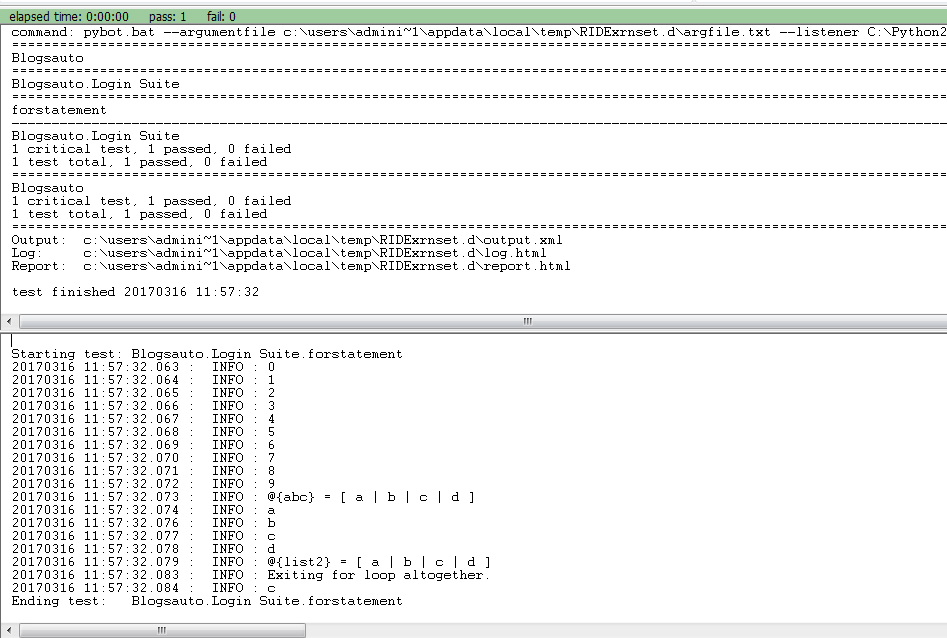 elapsed time: 0:00:00 pass: 1 fail: 0
command: pybot.bat --argumentfile c:\users\admini~1\appdata\local\temp\RIDExrnset.d\argfile.txt --listener C:\Python2
==============================================================================
Blogsauto
==============================================================================
Blogsauto.Login Suite
==============================================================================
forstatement
------------------------------------------------------------------------------
Blogsauto.Login Suite
1 critical test, 1 passed, 0 failed
1 test total, 1 passed, 0 failed
==============================================================================
Blogsauto
1 critical test, 1 passed, 0 failed
1 test total, 1 passed, 0 failed
==============================================================================
Output: c:\users\admini~1\appdata\local\temp\RIDExrnset.d\output.xml
Log: c:\users\admini~1\appdata\local\temp\RIDExrnset.d\log.html
Report: c:\users\admini~1\appdata\local\temp\RIDExrnset.d\report.html
test finished 20170316 11:57:32
Starting test: Blogsauto.Login Suite.forstatement
20170316 11:57:32.063 : INFO : 0
20170316 11:57:32.064 : INFO : 1
20170316 11:57:32.065 : INFO : 2
20170316 11:57:32.066 : INFO : 3
20170316 11:57:32.067 : INFO : 4
20170316 11:57:32.068 : INFO : 5
20170316 11:57:32.069 : INFO : 6
20170316 11:57:32.070 : INFO : 7
20170316 11:57:32.071 : INFO : 8
20170316 11:57:32.072 : INFO : 9
20170316 11:57:32.073 : INFO : @{abc} = [ a | b | c | d ]
20170316 11:57:32.074 : INFO : a
20170316 11:57:32.076 : INFO : b
20170316 11:57:32.077 : INFO : c
20170316 11:57:32.078 : INFO : d
20170316 11:57:32.079 : INFO : @{list2} = [ a | b | c | d ]
20170316 11:57:32.083 : INFO : Exiting for loop altogether.
20170316 11:57:32.084 : INFO : c
Ending test: Blogsauto.Login Suite.forstatement